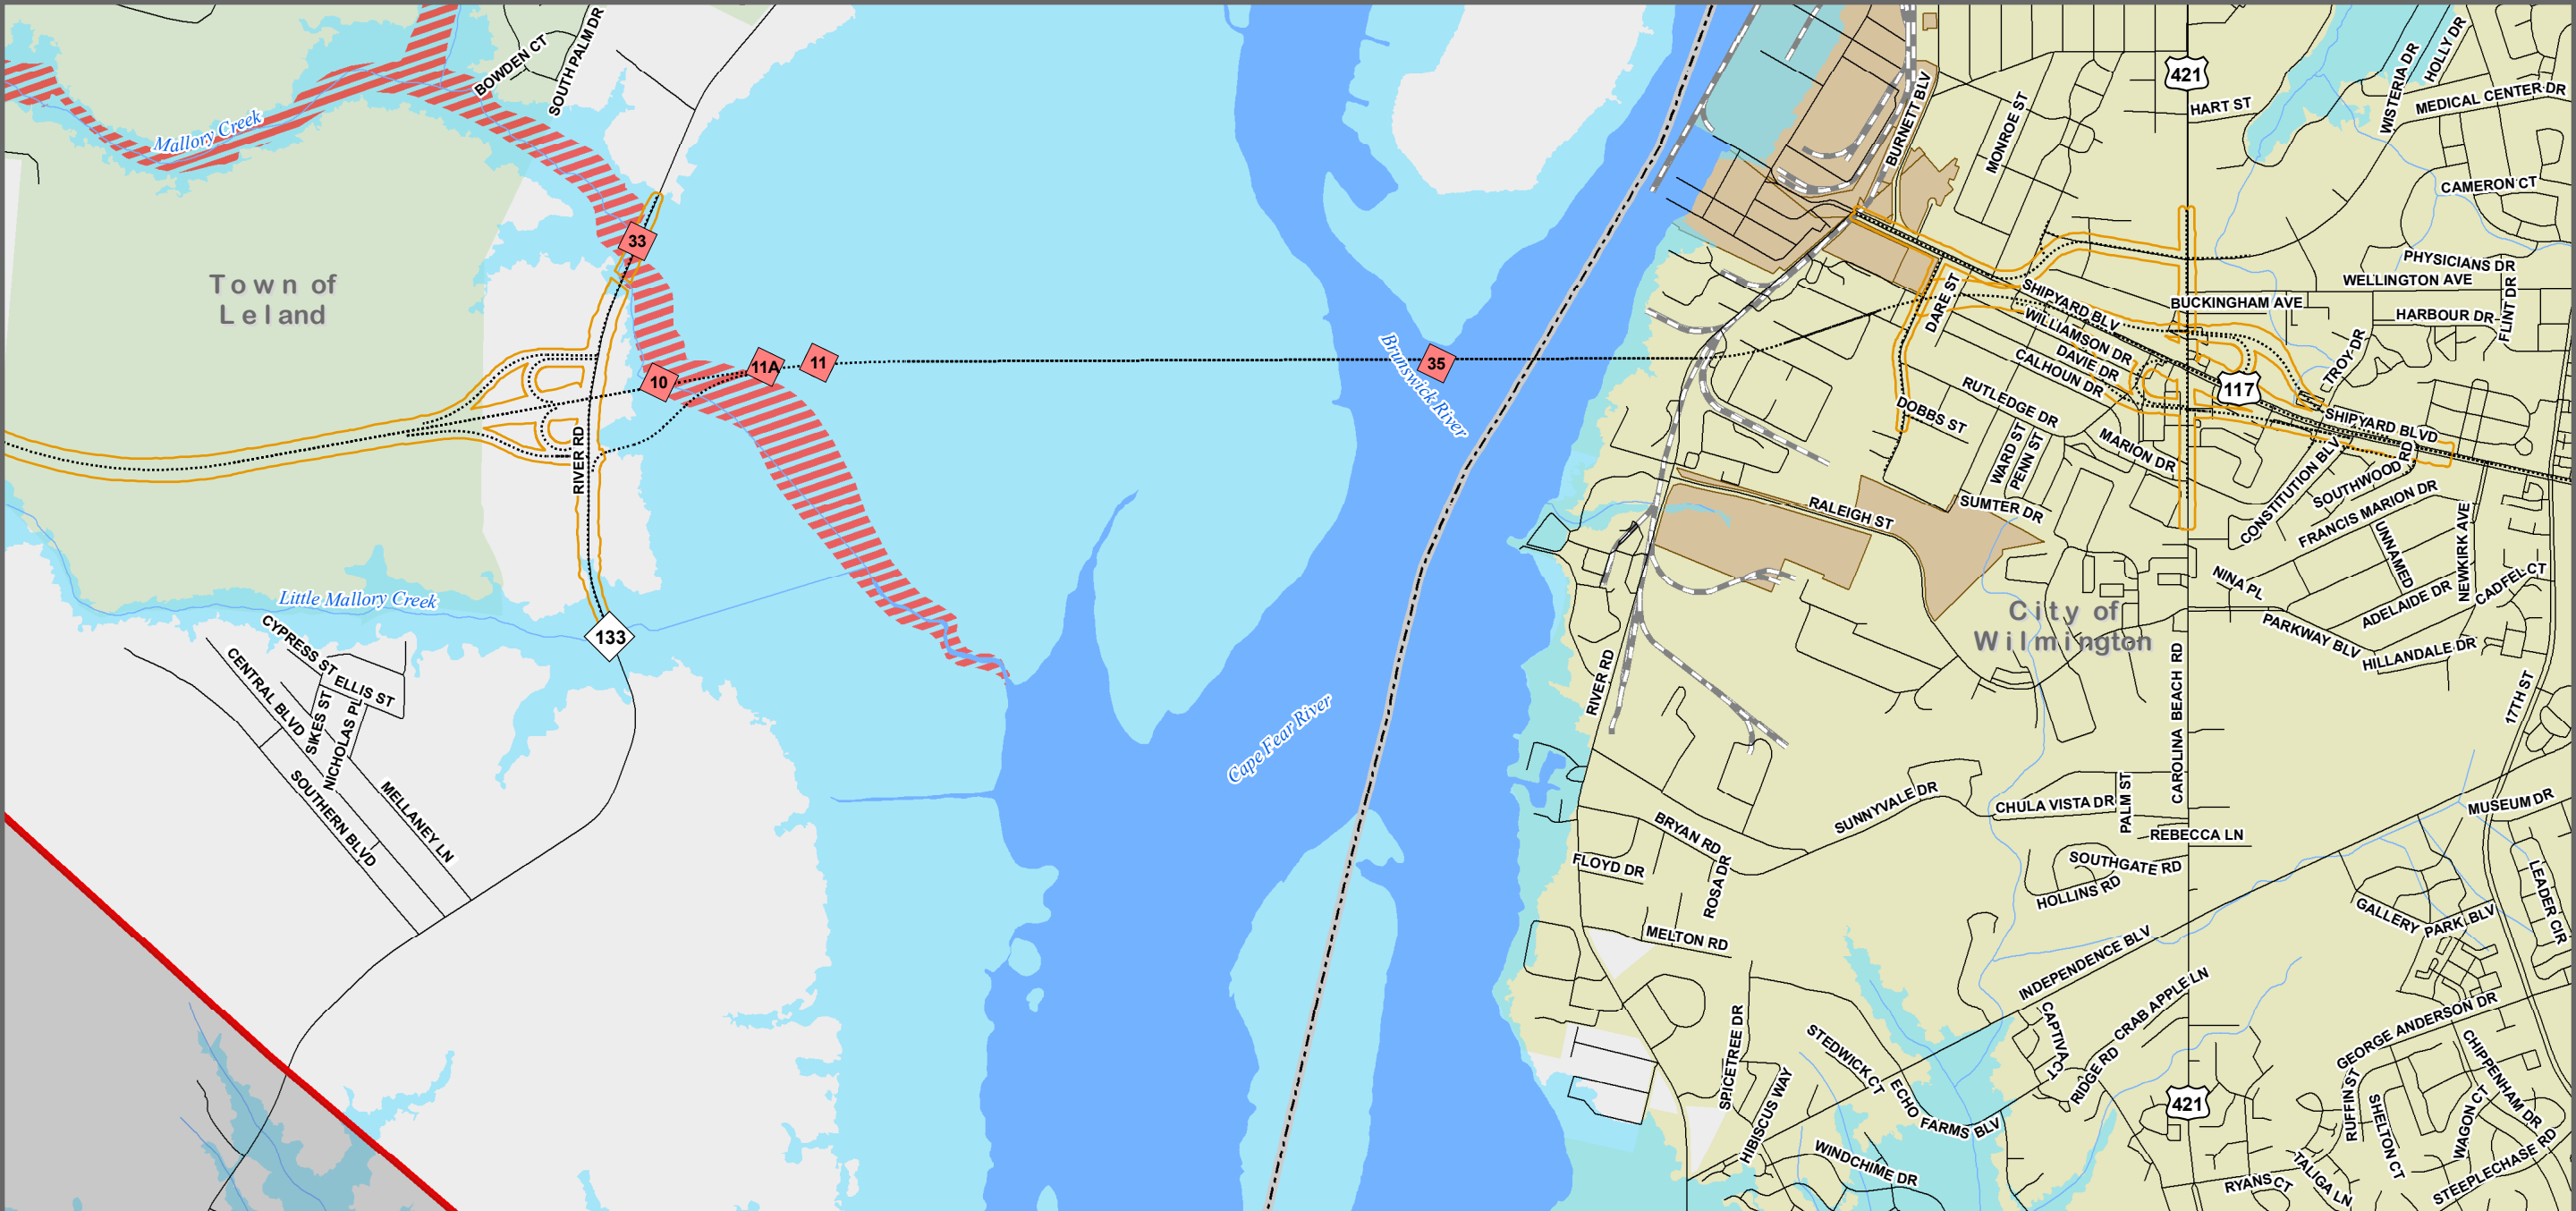 BOWDEN CT
SOUTH PALM DR
Mallory Creek
33
Town of
Leland
10
11A
11
35
Brunswick River
RIVER RD
Little Mallory Creek
133
CYPRESS ST
ELLIS ST
CENTRAL BLVD
SIKES ST
NICHOLAS PL
SOUTHERN BLVD
MELLANEY LN
Cape Fear River
421
HART ST
WISTERIA DR
HOLLY DR
MEDICAL CENTER DR
BURNETT BLV
MONROE ST
CAMERON CT
PHYSICIANS DR
WELLINGTON AVE
BUCKINGHAM AVE
HARBOUR DR
FLINT DR
DARE ST
SHIPYARD BLV
WILLIAMSON DR
DAVIE DR
CALHOUN DR
TROY DR
117
RUTLEDGE DR
DOBBS ST
SHIPYARD BLVD
WARD ST
PENN ST
MARION DR
CONSTITUTION BLV
SOUTHWOOD RD
FRANCIS MARION DR
RALEIGH ST
SUMTER DR
UNNAMED
NEWKIRK AVE
NINA PL
ADELAIDE DR
CADFEL CT
City of
Wilmington
PARKWAY BLV
HILLANDALE DR
RIVER RD
CAROLINA BEACH RD
17TH ST
SUNNYVALE DR
CHULA VISTA DR
PALM ST
MUSEUM DR
BRYAN RD
REBECCA LN
FLOYD DR
ROSA DR
SOUTHGATE RD
HOLLINS RD
LEADER CIR
GALLERY PARK BLV
MELTON RD
INDEPENDENCE BLV
CRAB APPLE LN
CAPTIVA CT
RIDGE RD
GEORGE ANDERSON DR
SPICETREE DR
STEDWICK CT
ECHO FARMS BLV
HIBISCUS WAY
421
CHIPPENHAM DR
RUFFIN ST
SHELTON CT
WAGON CT
WINDCHIME DR
RYANS CT
TALIGA LN
STEEPLECHASE RD